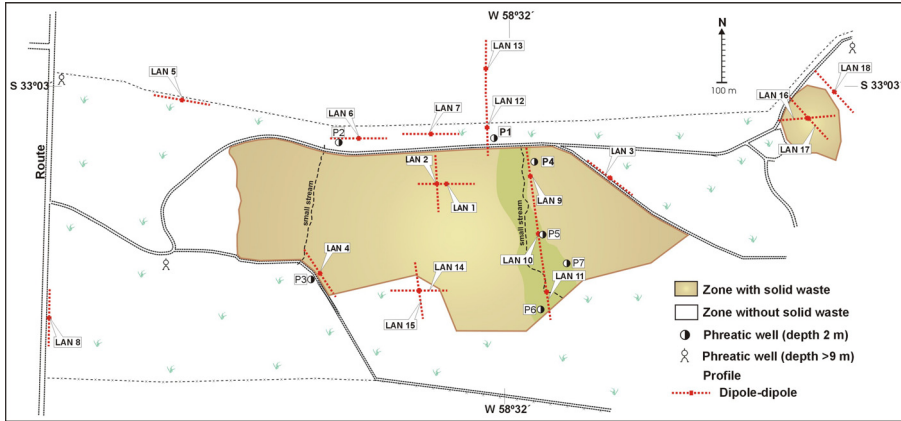 W 58º32´
N
100 m
S 33º03´
S 33º03´
LAN 13
LAN 18
LAN 5
LAN 16
LAN 6
LAN 7
LAN 12
P2
P1
LAN 17
LAN 3
LAN 2
P4
Route
LAN 1
LAN 9
small stream
small stream
P5
LAN 4
LAN 10
P7
P3
LAN 14
LAN 11
P6
LAN 15
LAN 8
Zone with solid waste
Zone without solid waste
Phreatic well (depth 2 m)
Phreatic well (depth >9 m)
Profile
Dipole-dipole
W 58º32´